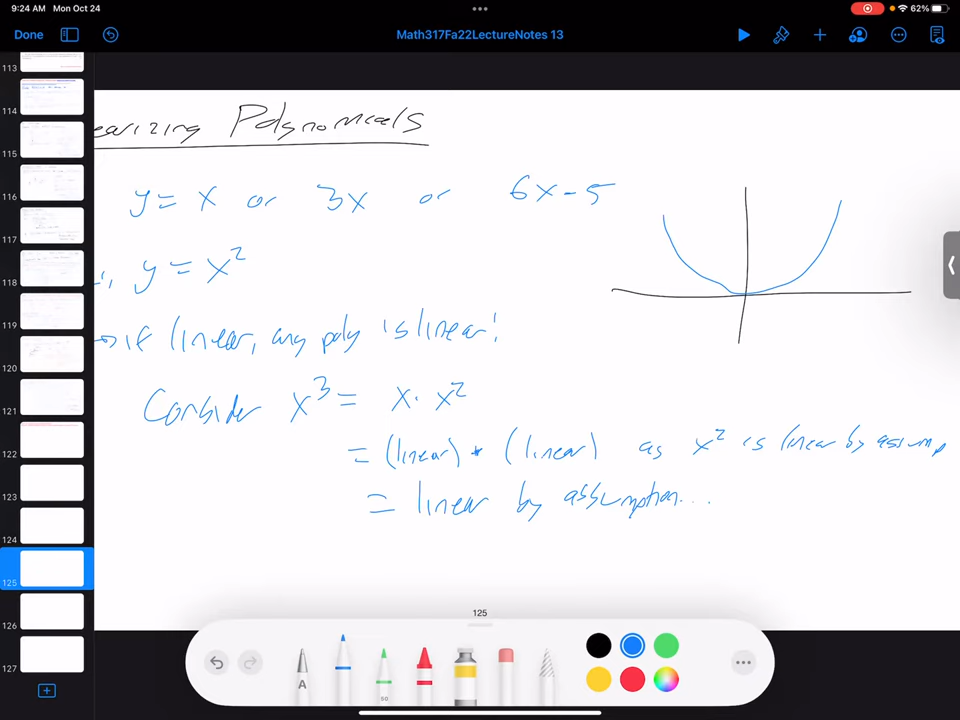 9:24 AM Mon Oct 24
62%
Done
Math317Fa22LectureNotes 13
113
114
115
116
117
118
119
120
121
122
123
124
125
126
127
earizing Polynomials
y = x or 3x or 6x-5
y = x²
→ if linear, any poly is linear!
Consider x³ = x · x²
= (linear) * (linear) as x² is linear by assump
= linear by assumption...
125
A
50